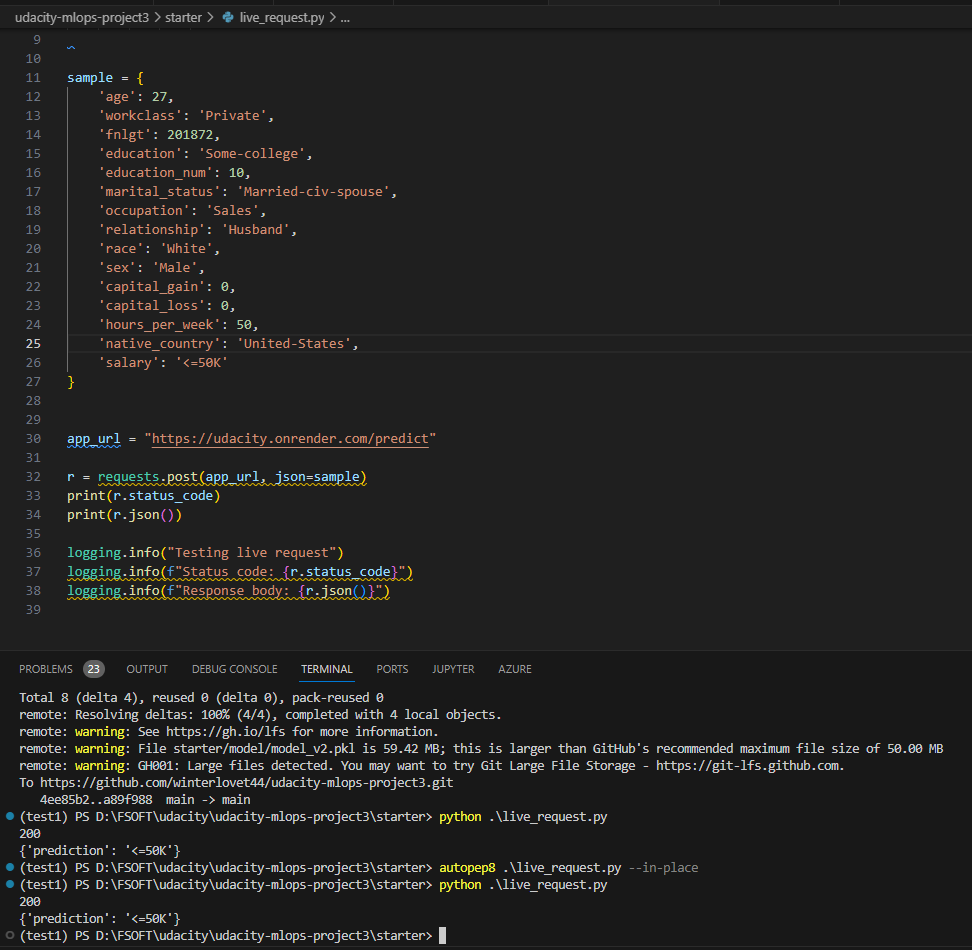 udacity-mlops-project3 > starter > live_request.py > ...
9
10
11 sample = {
12 'age': 27,
13 'workclass': 'Private',
14 'fnlgt': 201872,
15 'education': 'Some-college',
16 'education_num': 10,
17 'marital_status': 'Married-civ-spouse',
18 'occupation': 'Sales',
19 'relationship': 'Husband',
20 'race': 'White',
21 'sex': 'Male',
22 'capital_gain': 0,
23 'capital_loss': 0,
24 'hours_per_week': 50,
25 'native_country': 'United-States',
26 'salary': '<=50K'
27 }
28
29
30 app_url = "https://udacity.onrender.com/predict"
31
32 r = requests.post(app_url, json=sample)
33 print(r.status_code)
34 print(r.json())
35
36 logging.info("Testing live request")
37 logging.info(f"Status code: {r.status_code}")
38 logging.info(f"Response body: {r.json()}")
39
PROBLEMS 23 OUTPUT DEBUG CONSOLE TERMINAL PORTS JUPYTER AZURE
Total 8 (delta 4), reused 0 (delta 0), pack-reused 0
remote: Resolving deltas: 100% (4/4), completed with 4 local objects.
remote: warning: See https://gh.io/lfs for more information.
remote: warning: File starter/model/model_v2.pkl is 59.42 MB; this is larger than GitHub's recommended maximum file size of 50.00 MB
remote: warning: GH001: Large files detected. You may want to try Git Large File Storage - https://git-lfs.github.com.
To https://github.com/winterlovet44/udacity-mlops-project3.git
4ee85b2..a89f988 main -> main
(test1) PS D:\FSOFT\udacity\udacity-mlops-project3\starter> python .\live_request.py
200
{'prediction': '<=50K'}
(test1) PS D:\FSOFT\udacity\udacity-mlops-project3\starter> autopep8 .\live_request.py --in-place
(test1) PS D:\FSOFT\udacity\udacity-mlops-project3\starter> python .\live_request.py
200
{'prediction': '<=50K'}
(test1) PS D:\FSOFT\udacity\udacity-mlops-project3\starter>